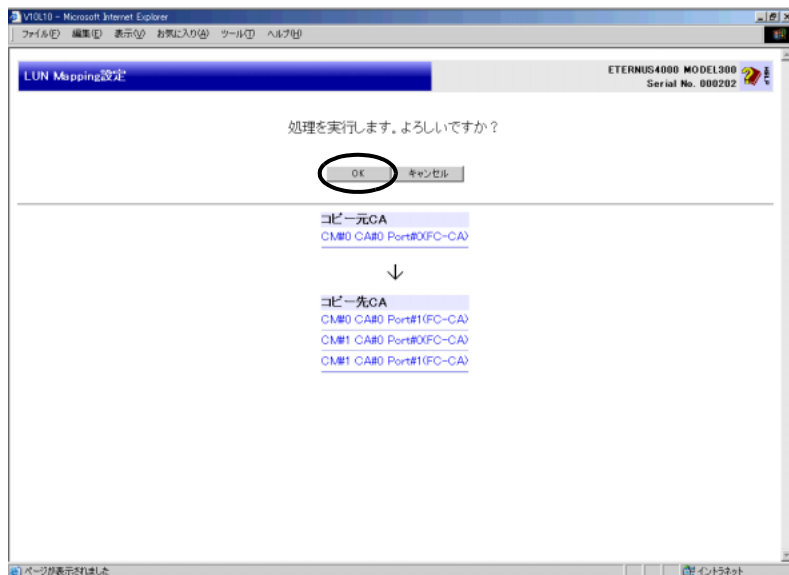 V10L10 - Microsoft Internet Explorer
ファイル(F) 編集(E) 表示(V) お気に入り(A) ツール(T) ヘルプ(H)
LUN Mapping設定
ETERNUS4000 MODEL300
Serial No. 000202
HELP
処理を実行します。よろしいですか？
OK キャンセル
コピー元CA
CM#0 CA#0 Port#0(FC-CA)
↓
コピー先CA
CM#0 CA#0 Port#1(FC-CA)
CM#1 CA#0 Port#0(FC-CA)
CM#1 CA#0 Port#1(FC-CA)
ページが表示されました
イントラネット